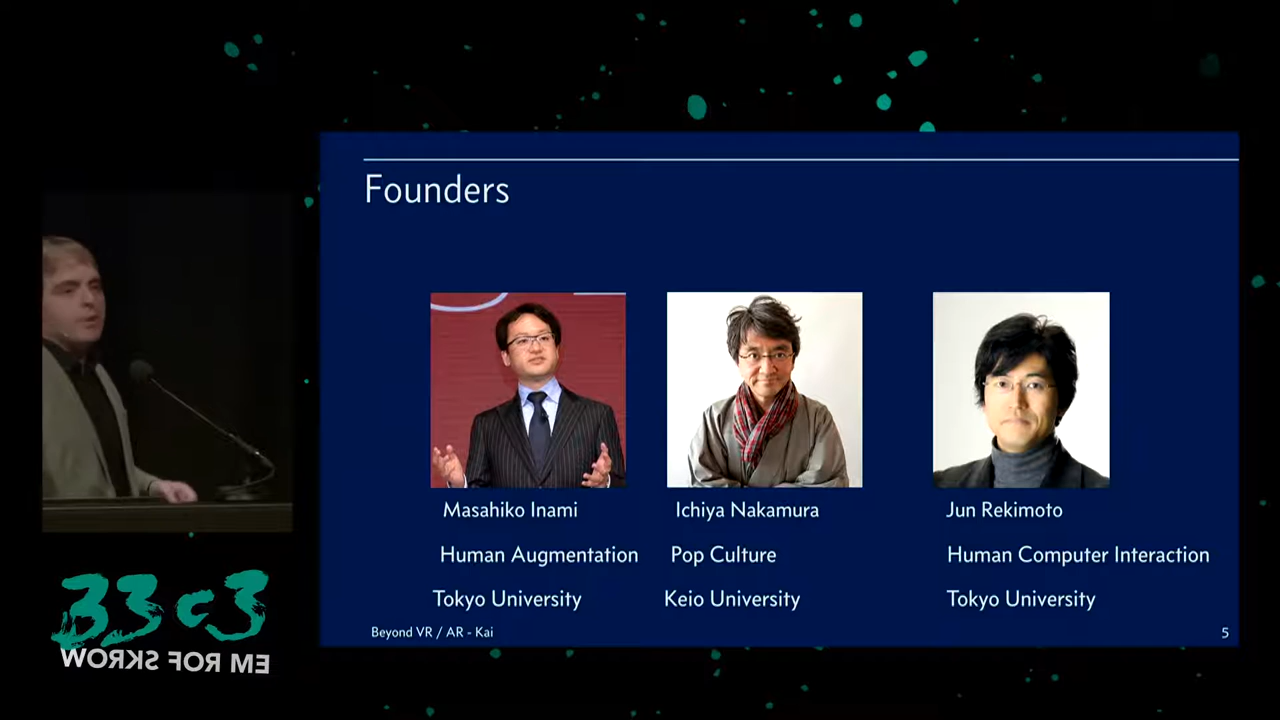 Founders
Masahiko Inami
Ichiya Nakamura
Jun Rekimoto
Human Augmentation
Pop Culture
Human Computer Interaction
Tokyo University
Keio University
Tokyo University
Beyond VR / AR - Kai
5
33c3
WORKS FOR ME